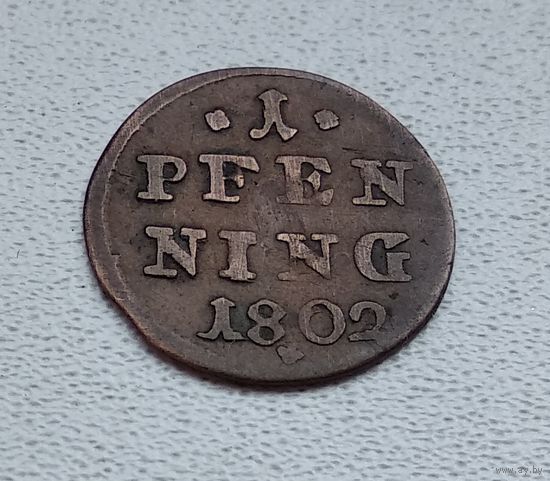 · 1 ·
PFEN
NING
1802
www.ay.by